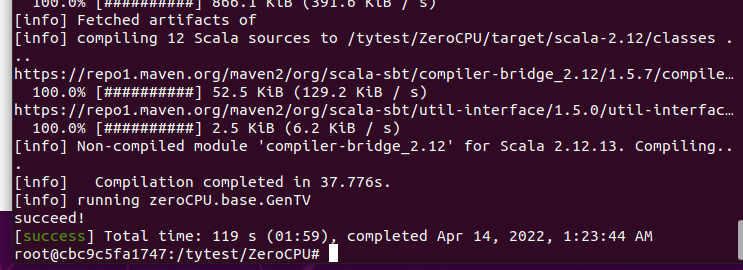 100.0% [##########] 866.1 KiB (391.6 KiB / s)
[info] Fetched artifacts of
[info] compiling 12 Scala sources to /tytest/ZeroCPU/target/scala-2.12/classes .
..
https://repo1.maven.org/maven2/org/scala-sbt/compiler-bridge_2.12/1.5.7/compile…
100.0% [##########] 52.5 KiB (129.2 KiB / s)
https://repo1.maven.org/maven2/org/scala-sbt/util-interface/1.5.0/util-interfac…
100.0% [##########] 2.5 KiB (6.2 KiB / s)
[info] Non-compiled module 'compiler-bridge_2.12' for Scala 2.12.13. Compiling..
.
[info]   Compilation completed in 37.776s.
[info] running zeroCPU.base.GenTV
succeed!
[success] Total time: 119 s (01:59), completed Apr 14, 2022, 1:23:44 AM
root@cbc9c5fa1747:/tytest/ZeroCPU#